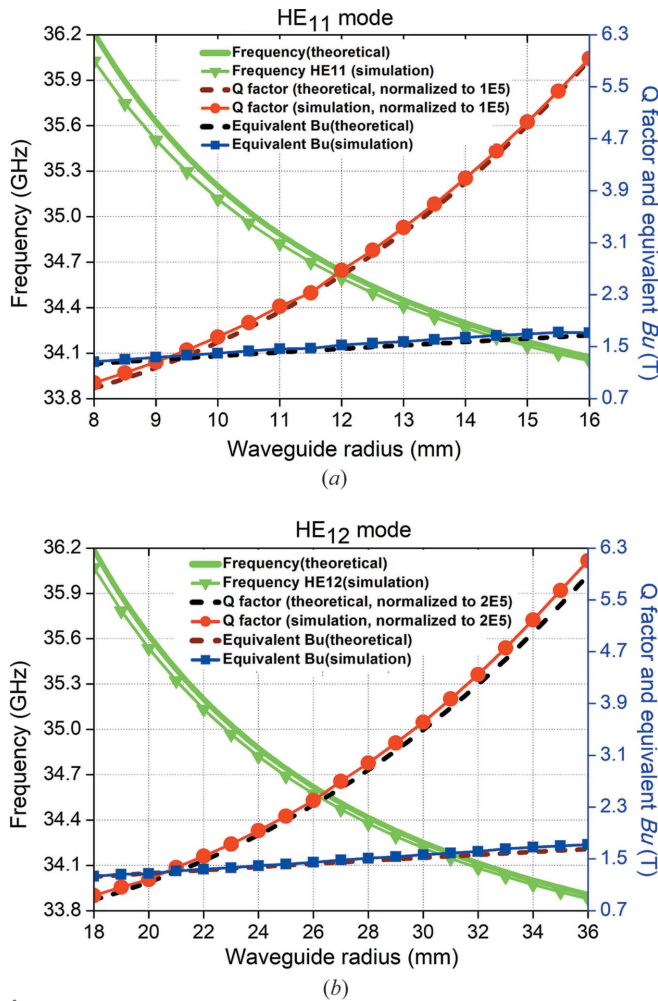 HE11 mode
36.2
35.9
35.6
35.3
35.0
34.7
34.4
34.1
33.8
Frequency (GHz)
Frequency(theoretical)
Frequency HE11 (simulation)
Q factor (theoretical, normalized to 1E5)
Q factor (simulation, normalized to 1E5)
Equivalent Bu(theoretical)
Equivalent Bu(simulation)
6.3
5.5
4.7
3.9
3.1
2.3
1.5
0.7
Q factor and equivalent Bu (T)
8 9 10 11 12 13 14 15 16
Waveguide radius (mm)
(a)
HE12 mode
36.2
35.9
35.6
35.3
35.0
34.7
34.4
34.1
33.8
Frequency (GHz)
Frequency(theoretical)
Frequency HE12(simulation)
Q factor (theoretical, normalized to 2E5)
Q factor (simulation, normalized to 2E5)
Equivalent Bu(theoretical)
Equivalent Bu(simulation)
6.3
5.5
4.7
3.9
3.1
2.3
1.5
0.7
Q factor and equivalent Bu (T)
18 20 22 24 26 28 30 32 34 36
Waveguide radius (mm)
(b)